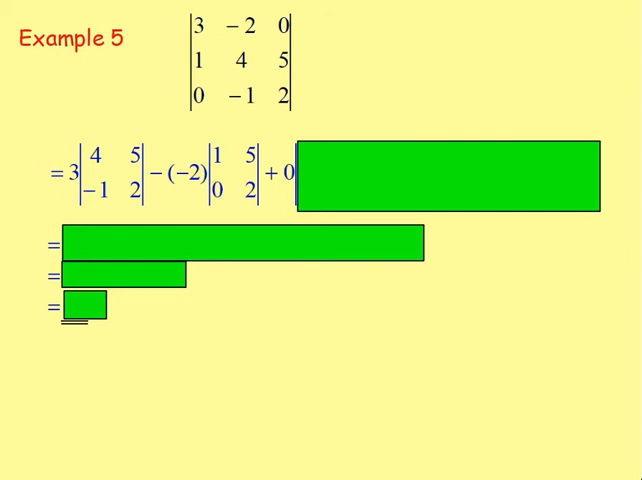 Example 5
|3 −2 0|
|1 4 5|
|0 −1 2|
= 3 |4 5| − (−2) |1 5| + 0|
|−1 2| |0 2|
=
=
=